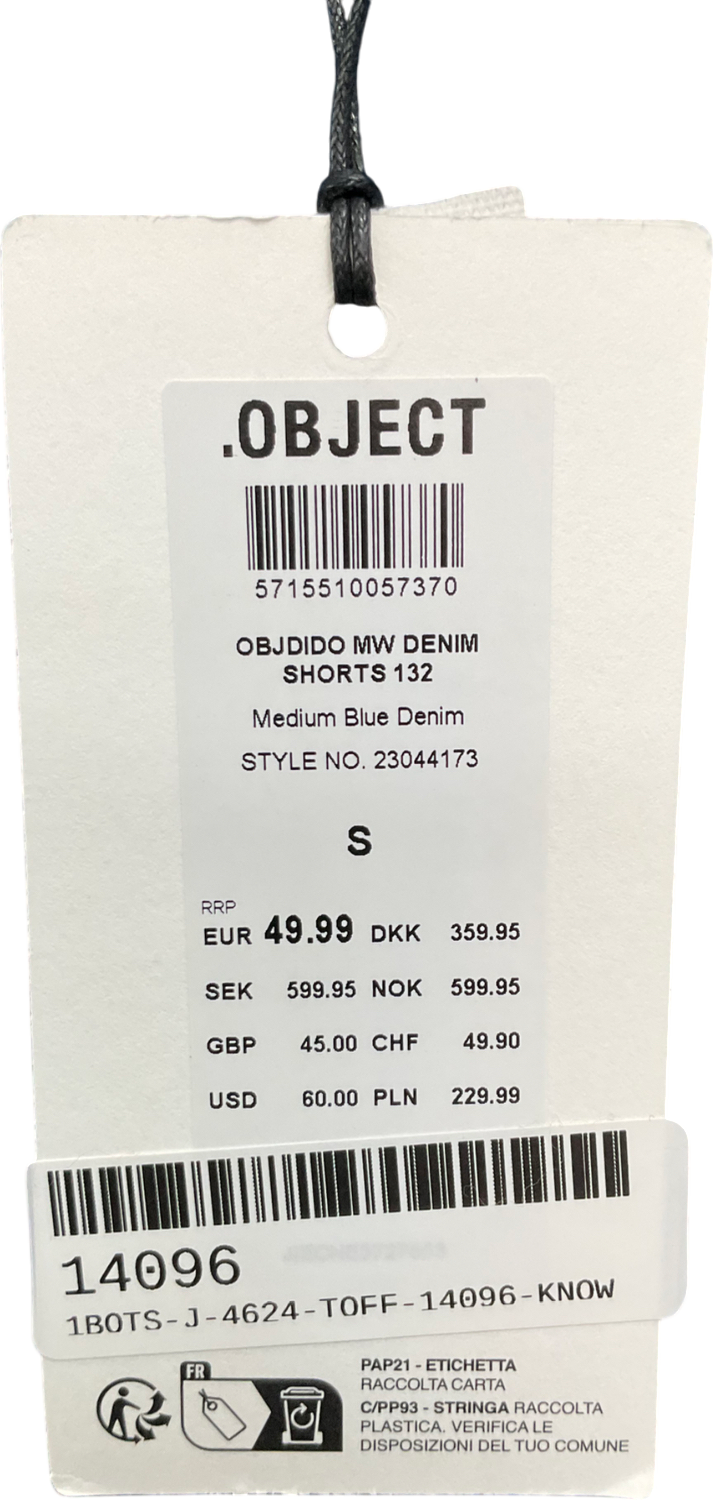 .OBJECT
5715510057370
OBJDIDO MW DENIM
SHORTS 132
Medium Blue Denim
STYLE NO. 23044173
S
RRP
EUR 49.99 DKK 359.95
SEK 599.95 NOK 599.95
GBP 45.00 CHF 49.90
USD 60.00 PLN 229.99
14096
1BOTS-J-4624-TOFF-14096-KNOW
FR
PAP21 - ETICHETTA
RACCOLTA CARTA
C/PP93 - STRINGA RACCOLTA
PLASTICA. VERIFICA LE
DISPOSIZIONI DEL TUO COMUNE